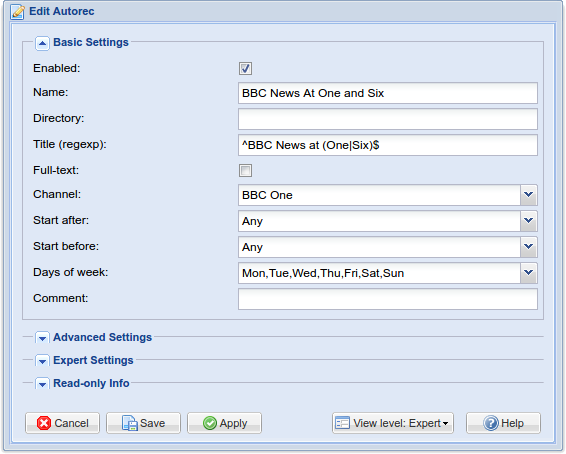 Edit Autorec
Basic Settings
Enabled:
Name: BBC News At One and Six
Directory:
Title (regexp): ^BBC News at (One|Six)$
Full-text:
Channel: BBC One
Start after: Any
Start before: Any
Days of week: Mon,Tue,Wed,Thu,Fri,Sat,Sun
Comment:
Advanced Settings
Expert Settings
Read-only Info
Cancel Save Apply View level: Expert Help